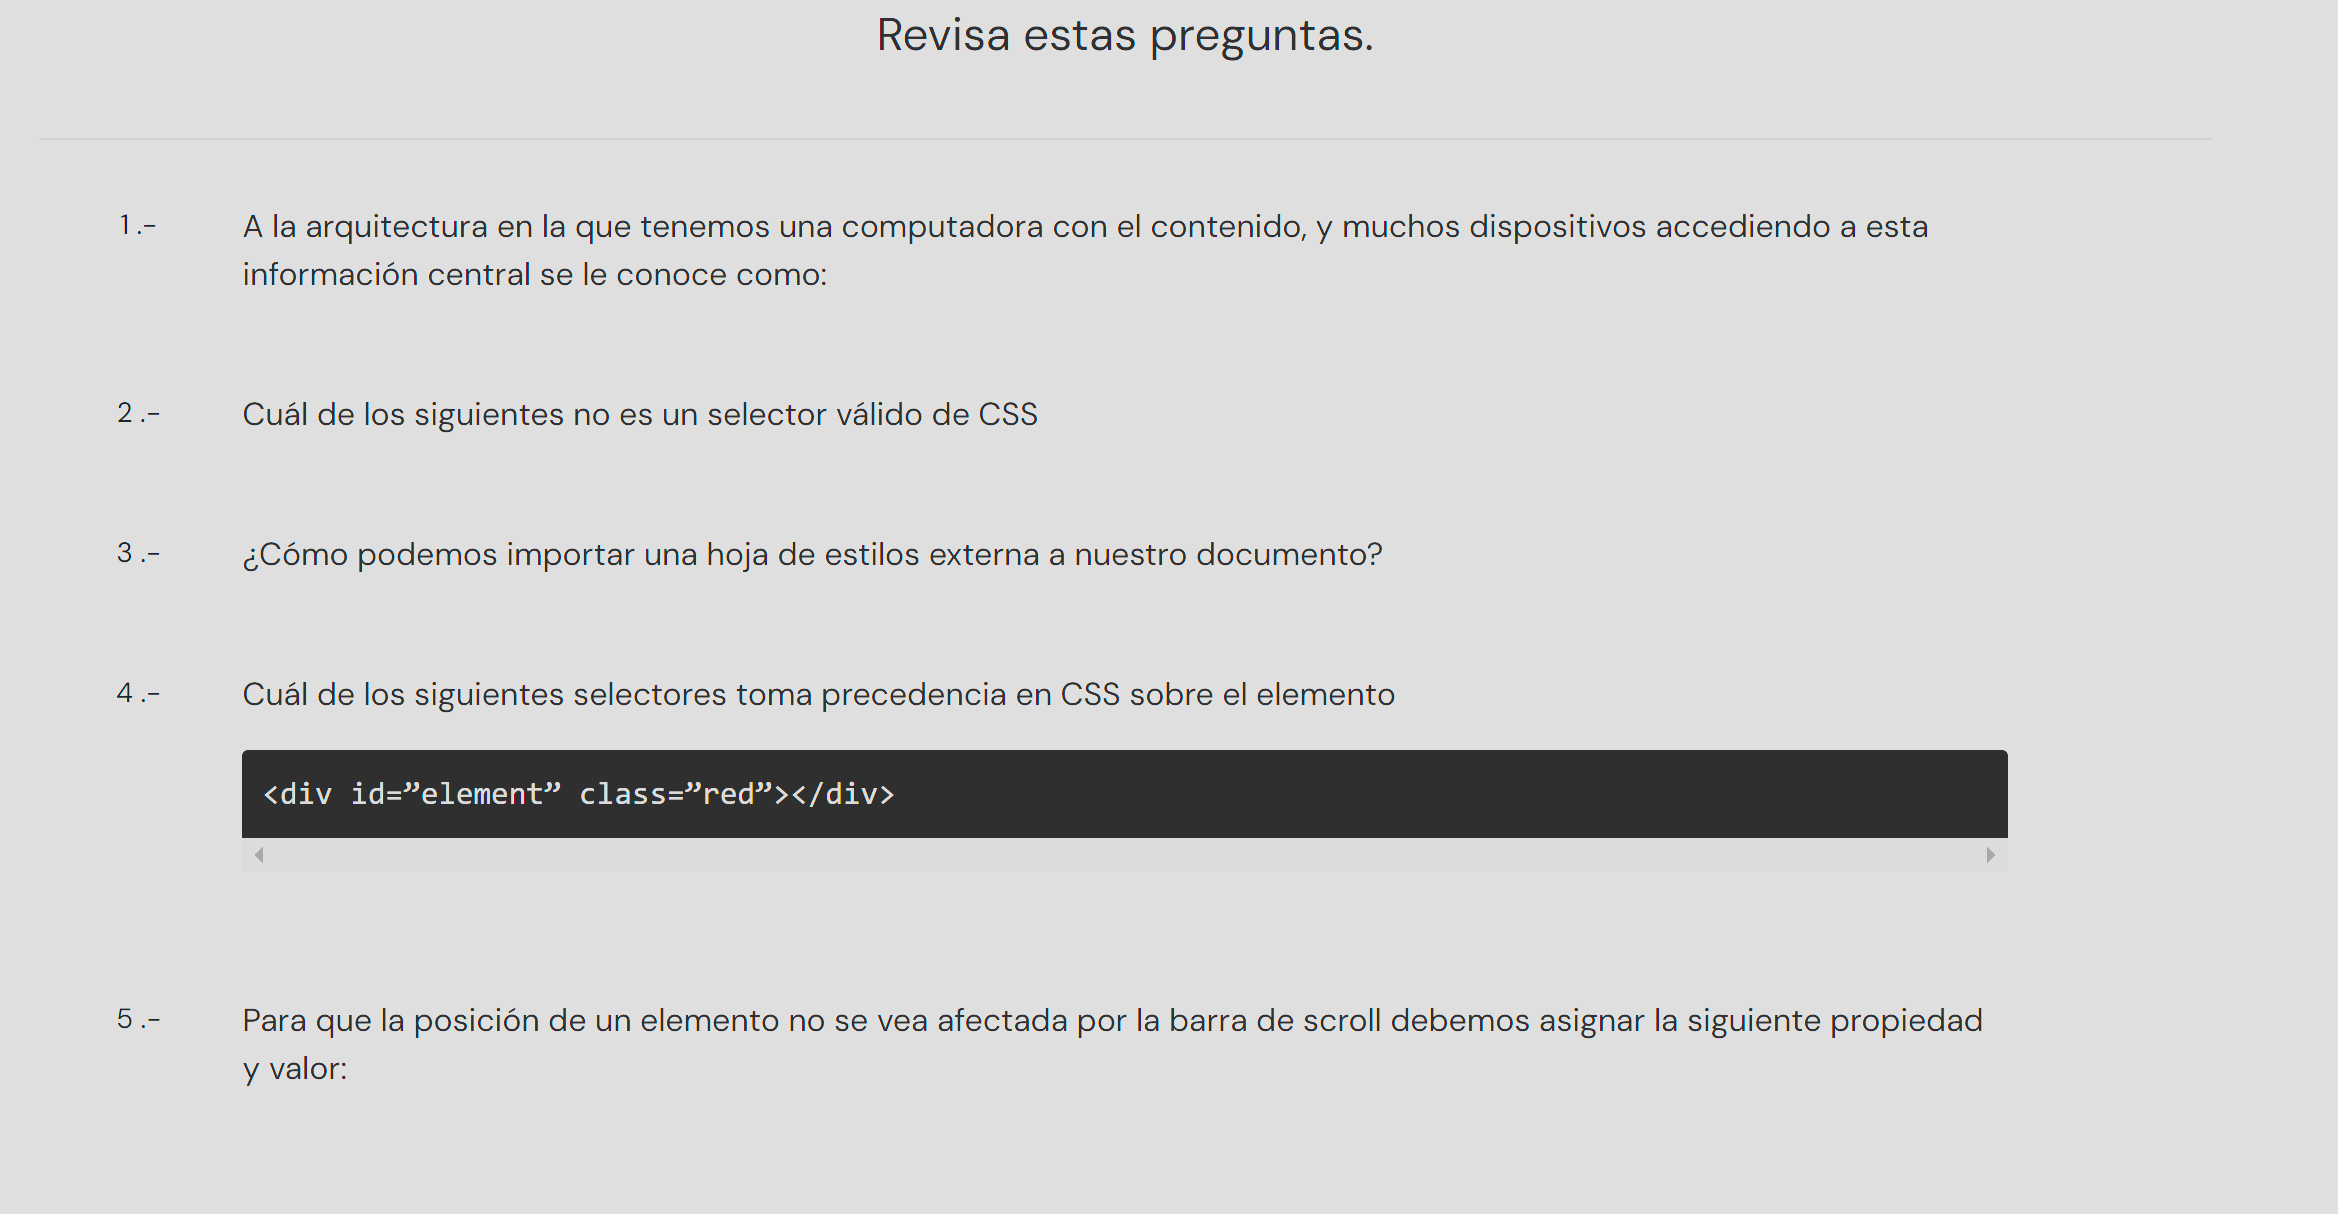 Revisa estas preguntas.
1 .- A la arquitectura en la que tenemos una computadora con el contenido, y muchos dispositivos accediendo a esta
información central se le conoce como:
2 .- Cuál de los siguientes no es un selector válido de CSS
3 .- ¿Cómo podemos importar una hoja de estilos externa a nuestro documento?
4 .- Cuál de los siguientes selectores toma precedencia en CSS sobre el elemento
<div id=”element” class=”red”></div>
5 .- Para que la posición de un elemento no se vea afectada por la barra de scroll debemos asignar la siguiente propiedad
y valor: